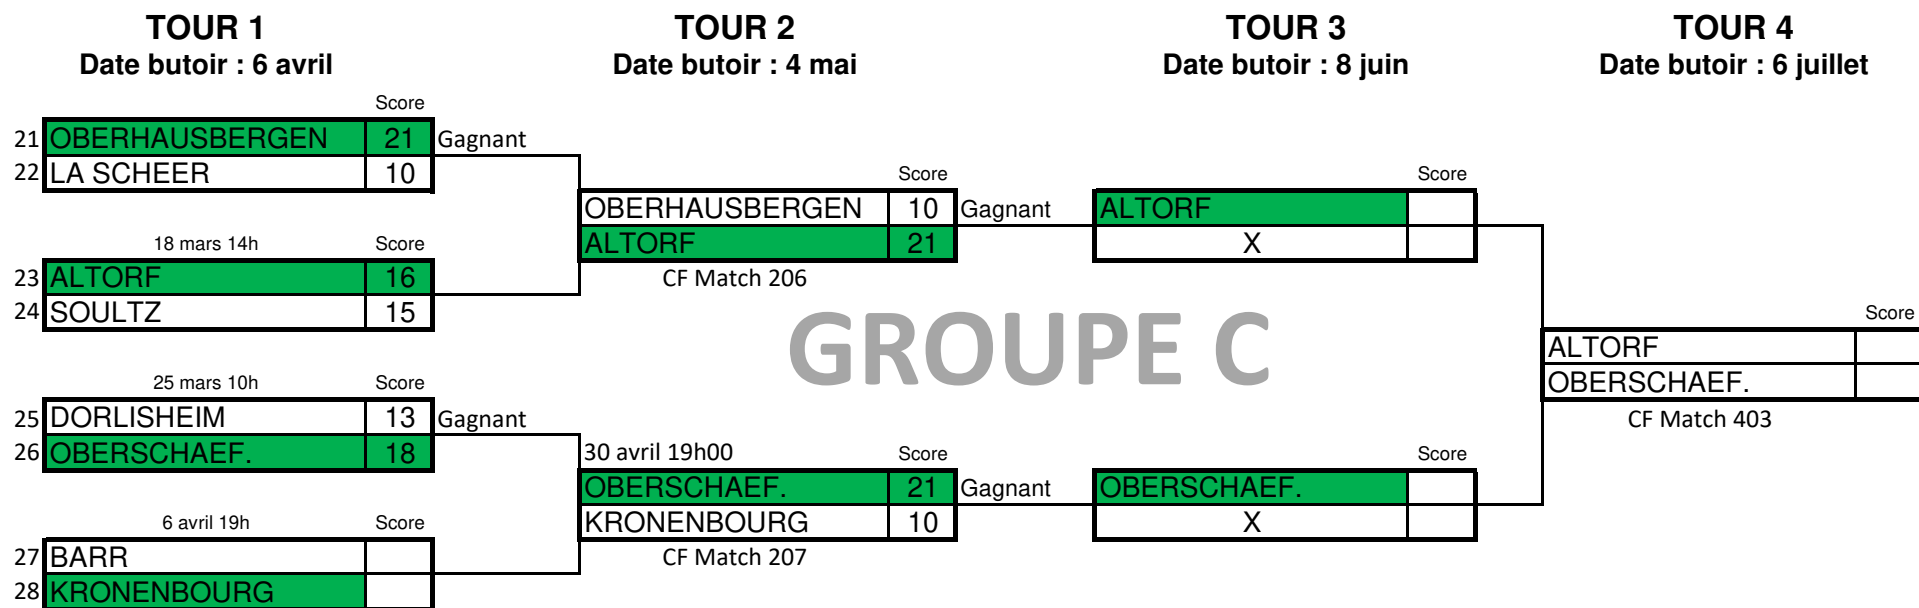 TOUR 1 TOUR 2 TOUR 3 TOUR 4
Date butoir : 6 avril Date butoir : 4 mai Date butoir : 8 juin Date butoir : 6 juillet
Score
21 OBERHAUSBERGEN 21 Gagnant
22 LA SCHEER 10
Score Score
OBERHAUSBERGEN 10 Gagnant ALTORF
18 mars 14h Score ALTORF 21 X
23 ALTORF 16 CF Match 206
24 SOULTZ 15
GROUPE C
Score
ALTORF
25 mars 10h Score OBERSCHAEF.
25 DORLISHEIM 13 Gagnant CF Match 403
26 OBERSCHAEF. 18 30 avril 19h00 Score Score
OBERSCHAEF. 21 Gagnant OBERSCHAEF.
6 avril 19h Score KRONENBOURG 10 X
27 BARR CF Match 207
28 KRONENBOURG